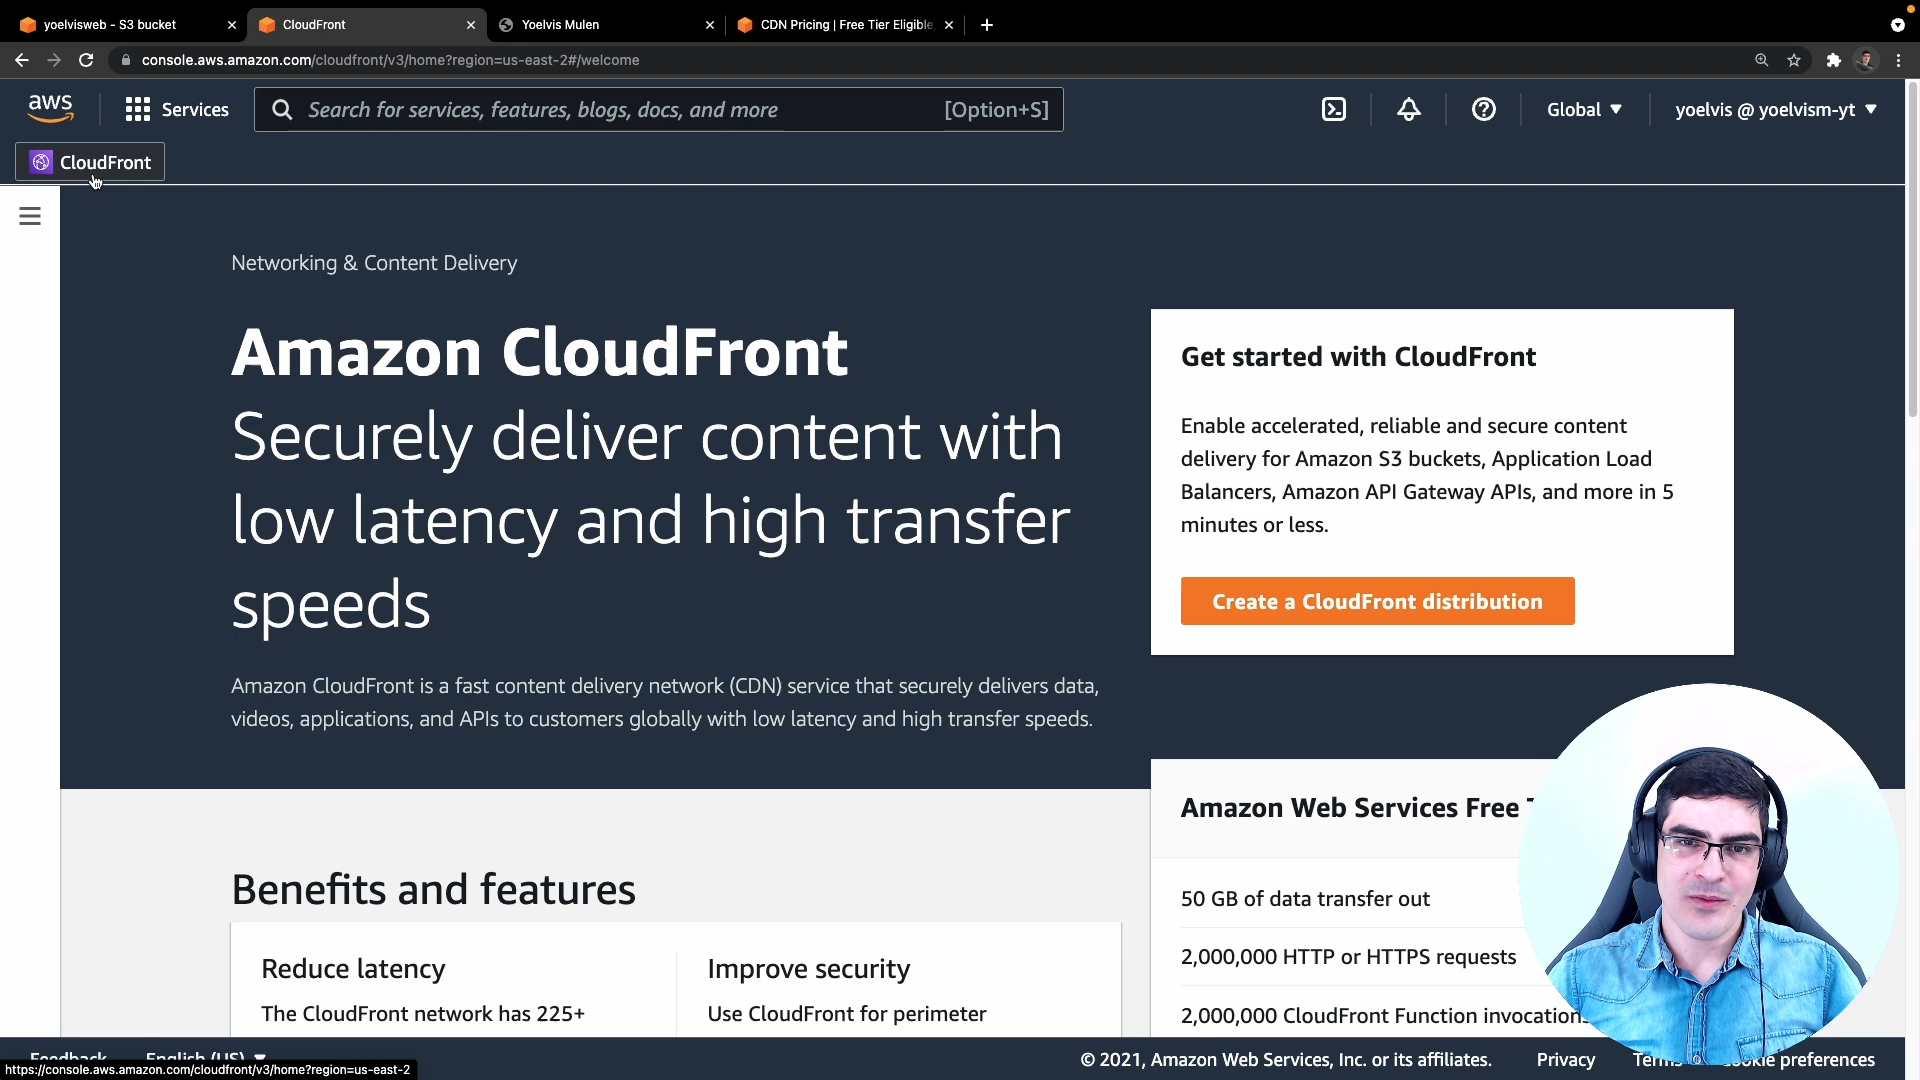 yoelvisweb - S3 bucket
CloudFront
Yoelvis Mulen
CDN Pricing | Free Tier Eligible,
console.aws.amazon.com/cloudfront/v3/home?region=us-east-2#/welcome
aws
Services
Search for services, features, blogs, docs, and more
[Option+S]
Global
yoelvis @ yoelvism-yt
CloudFront
Networking & Content Delivery
Amazon CloudFront
Securely deliver content with
low latency and high transfer
speeds
Amazon CloudFront is a fast content delivery network (CDN) service that securely delivers data,
videos, applications, and APIs to customers globally with low latency and high transfer speeds.
Get started with CloudFront
Enable accelerated, reliable and secure content
delivery for Amazon S3 buckets, Application Load
Balancers, Amazon API Gateway APIs, and more in 5
minutes or less.
Create a CloudFront distribution
Amazon Web Services Free
50 GB of data transfer out
2,000,000 HTTP or HTTPS requests
2,000,000 CloudFront Function invocations
Benefits and features
Reduce latency
The CloudFront network has 225+
Improve security
Use CloudFront for perimeter
Feedback
English (US)
© 2021, Amazon Web Services, Inc. or its affiliates.
Privacy
Terms
preferences
https://console.aws.amazon.com/cloudfront/v3/home?region=us-east-2